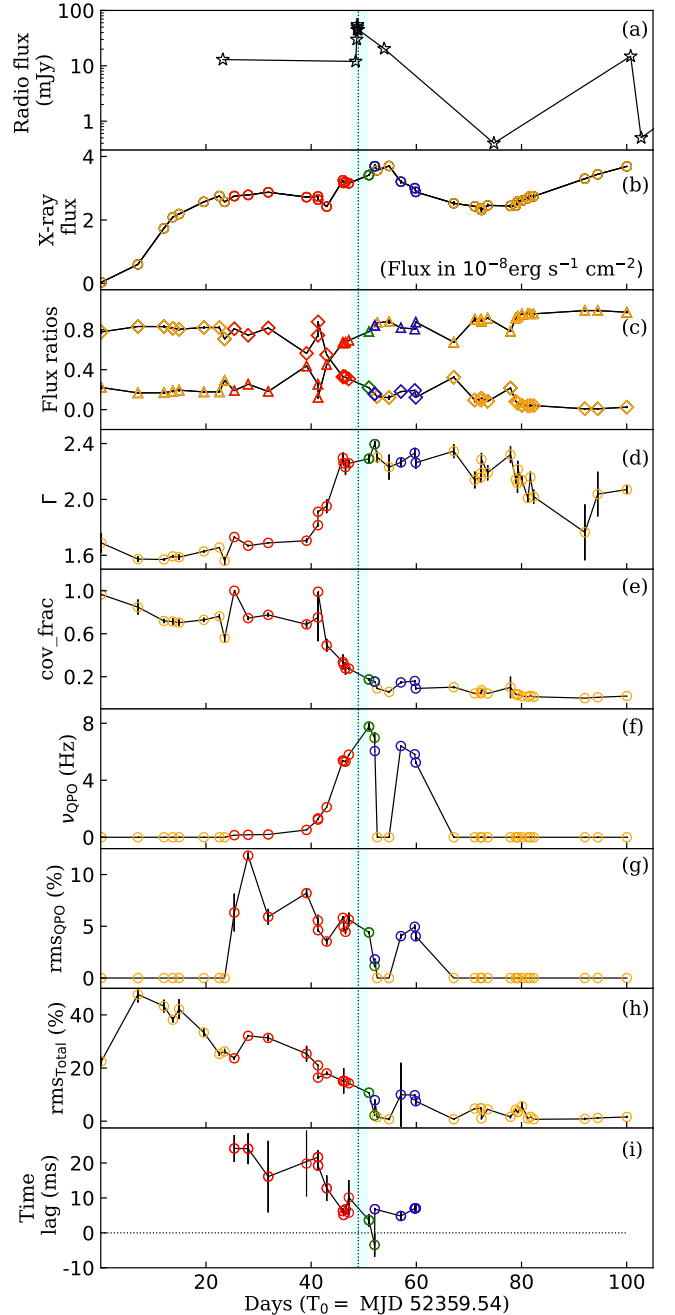 100
10
1
Radio flux
(mJy)
(a)
4
2
0
X-ray
flux
(b)
(Flux in 10⁻⁸erg s⁻¹ cm⁻²)
0.8
0.4
0.0
Flux ratios
(c)
2.4
2.0
1.6
Γ
(d)
1.0
0.6
0.2
cov_frac
(e)
8
4
0
ν_QPO (Hz)
(f)
10
5
0
rms_QPO (%)
(g)
40
20
0
rms_Total (%)
(h)
20
10
0
-10
Time
lag (ms)
(i)
20 40 60 80 100
Days (T₀ = MJD 52359.54)